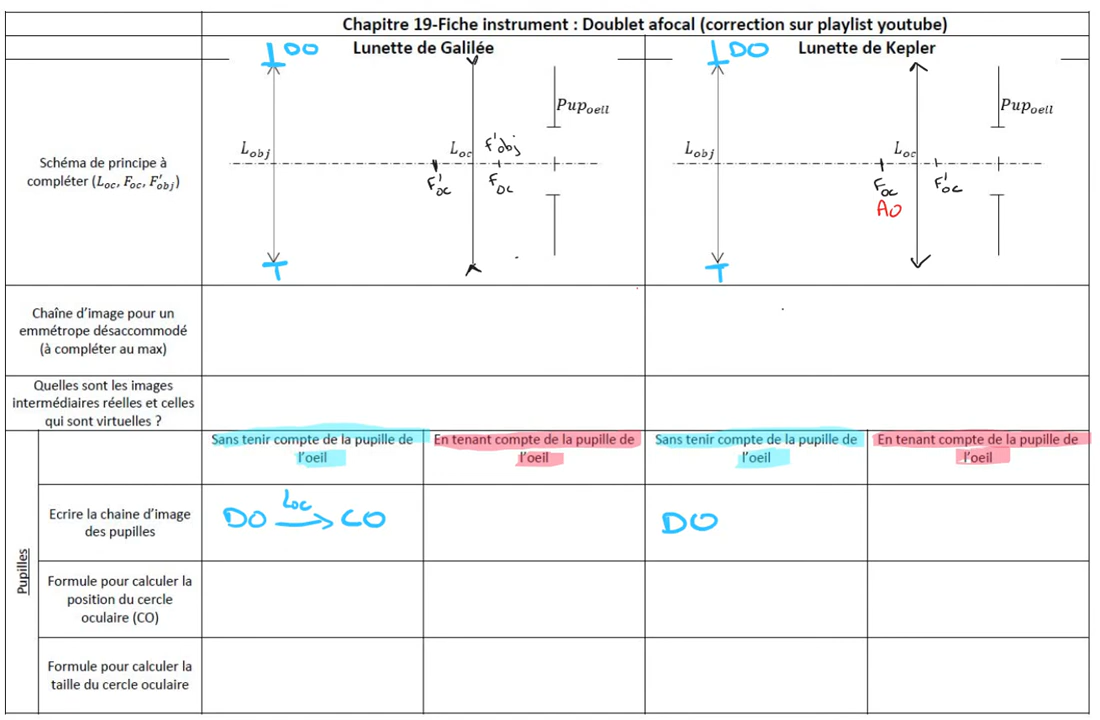 Chapitre 19-Fiche instrument : Doublet afocal (correction sur playlist youtube)
Lunette de Galilée
Lunette de Kepler
Schéma de principe à
compléter (Loc, Foc, F'obj)
DO
Lobj
Loc
F'obj
F'oc
Foc
Pupoeil
DO
Lobj
Loc
Foc
AO
F'oc
Pupoeil
Chaîne d'image pour un
emmétrope désaccommodé
(à compléter au max)
Quelles sont les images
intermédiaires réelles et celles
qui sont virtuelles ?
Sans tenir compte de la pupille de
l'oeil
En tenant compte de la pupille de
l'oeil
Sans tenir compte de la pupille de
l'oeil
En tenant compte de la pupille de
l'oeil
Pupilles
Ecrire la chaine d'image
des pupilles
Loc
DO → CO
DO
Formule pour calculer la
position du cercle
oculaire (CO)
Formule pour calculer la
taille du cercle oculaire